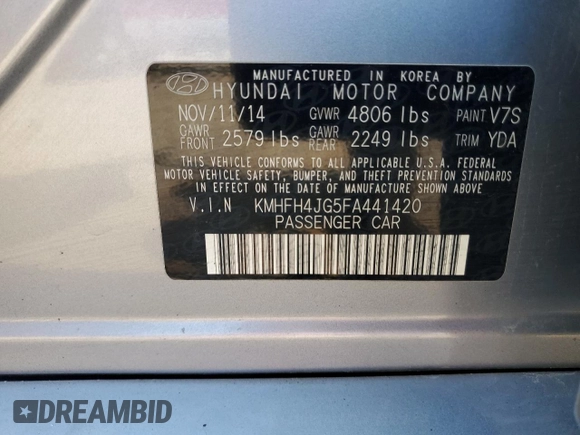 MANUFACTURED IN KOREA BY
HYUNDAI MOTOR COMPANY
NOV/11/14 GVWR 4806 lbs PAINT V7S
GAWR FRONT 2579 lbs GAWR REAR 2249 lbs TRIM YDA
THIS VEHICLE CONFORMS TO ALL APPLICABLE U.S.A. FEDERAL
MOTOR VEHICLE SAFETY, BUMPER, AND THEFT PREVENTION STANDARDS
IN EFFECT ON THE DATE OF MANUFACTURE SHOWN ABOVE.
V.I.N KMHFH4JG5FA441420
PASSENGER CAR
DREAMBID